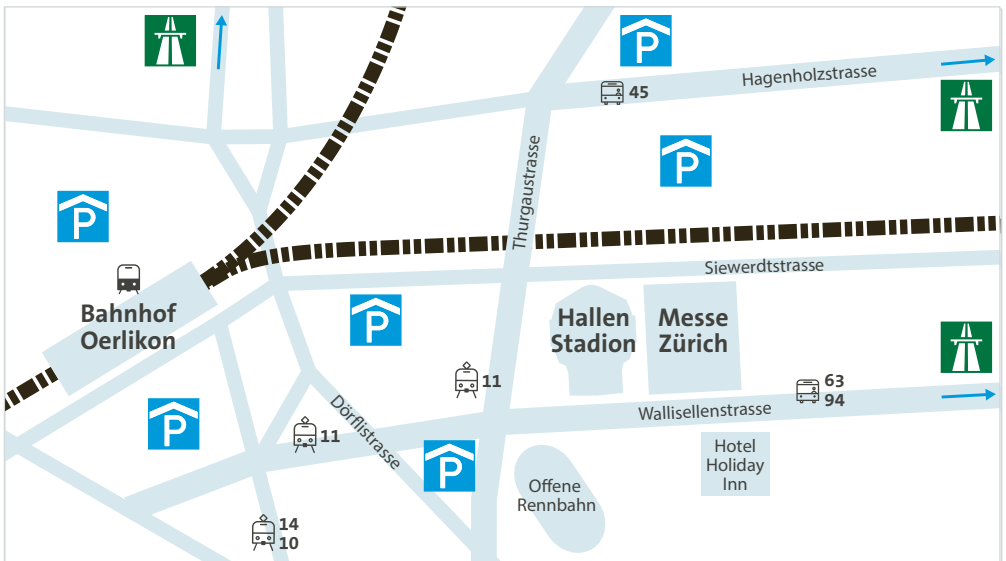 P
Hagenholzstrasse
45
P
Thurgaustrasse
P
Siewerdtstrasse
Bahnhof
Oerlikon
P
Hallen
Stadion
Messe
Zürich
11
63
94
Wallisellenstrasse
Dörflistrasse
P
11
P
Hotel
Holiday
Inn
Offene
Rennbahn
14
10